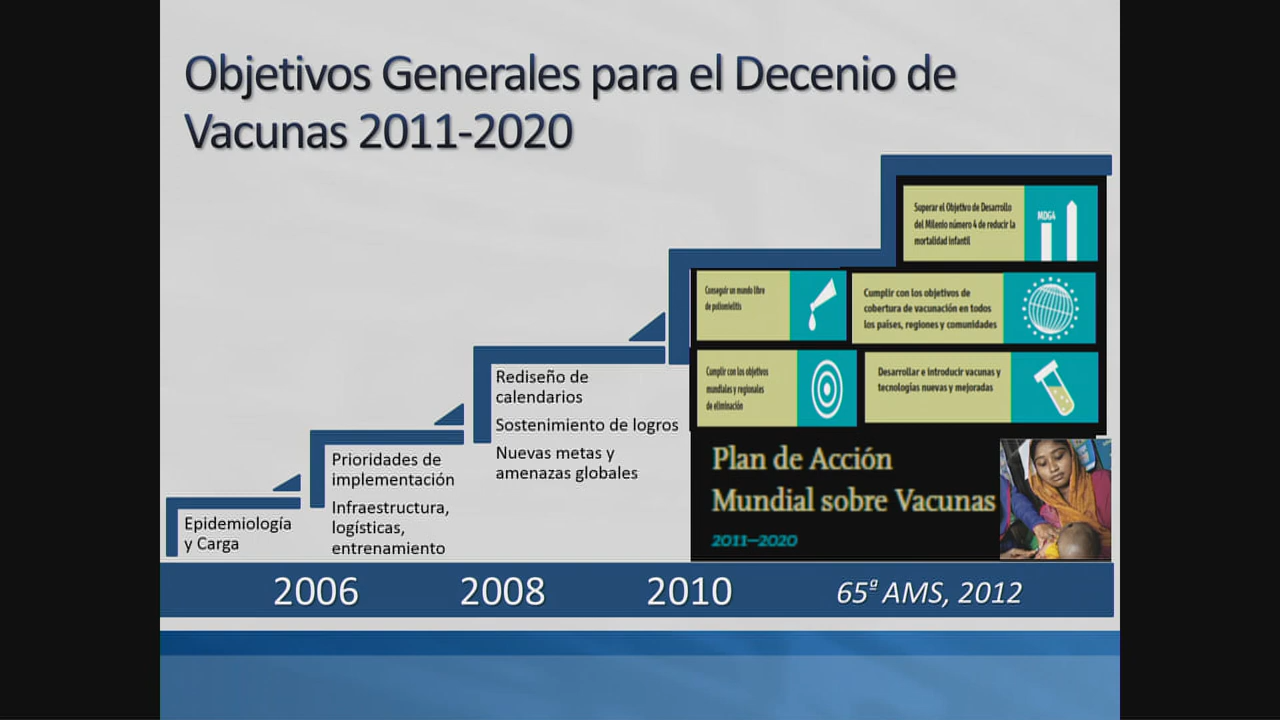 Objetivos Generales para el Decenio de
Vacunas 2011-2020
Superar el Objetivo de Desarrollo
del Milenio número 4 de reducir la
mortalidad infantil
MDG4
Conseguir un mundo libre
de poliomielitis
Cumplir con los objetivos de
cobertura de vacunación en todos
los países, regiones y comunidades
Cumplir con los objetivos
mundiales y regionales
de eliminación
Desarrollar e introducir vacunas y
tecnologías nuevas y mejoradas
Rediseño de
calendarios
Sostenimiento de logros
Nuevas metas y
amenazas globales
Prioridades de
implementación
Infraestructura,
logísticas,
entrenamiento
Epidemiología
y Carga
Plan de Acción
Mundial sobre Vacunas
2011–2020
2006
2008
2010
65ª AMS, 2012